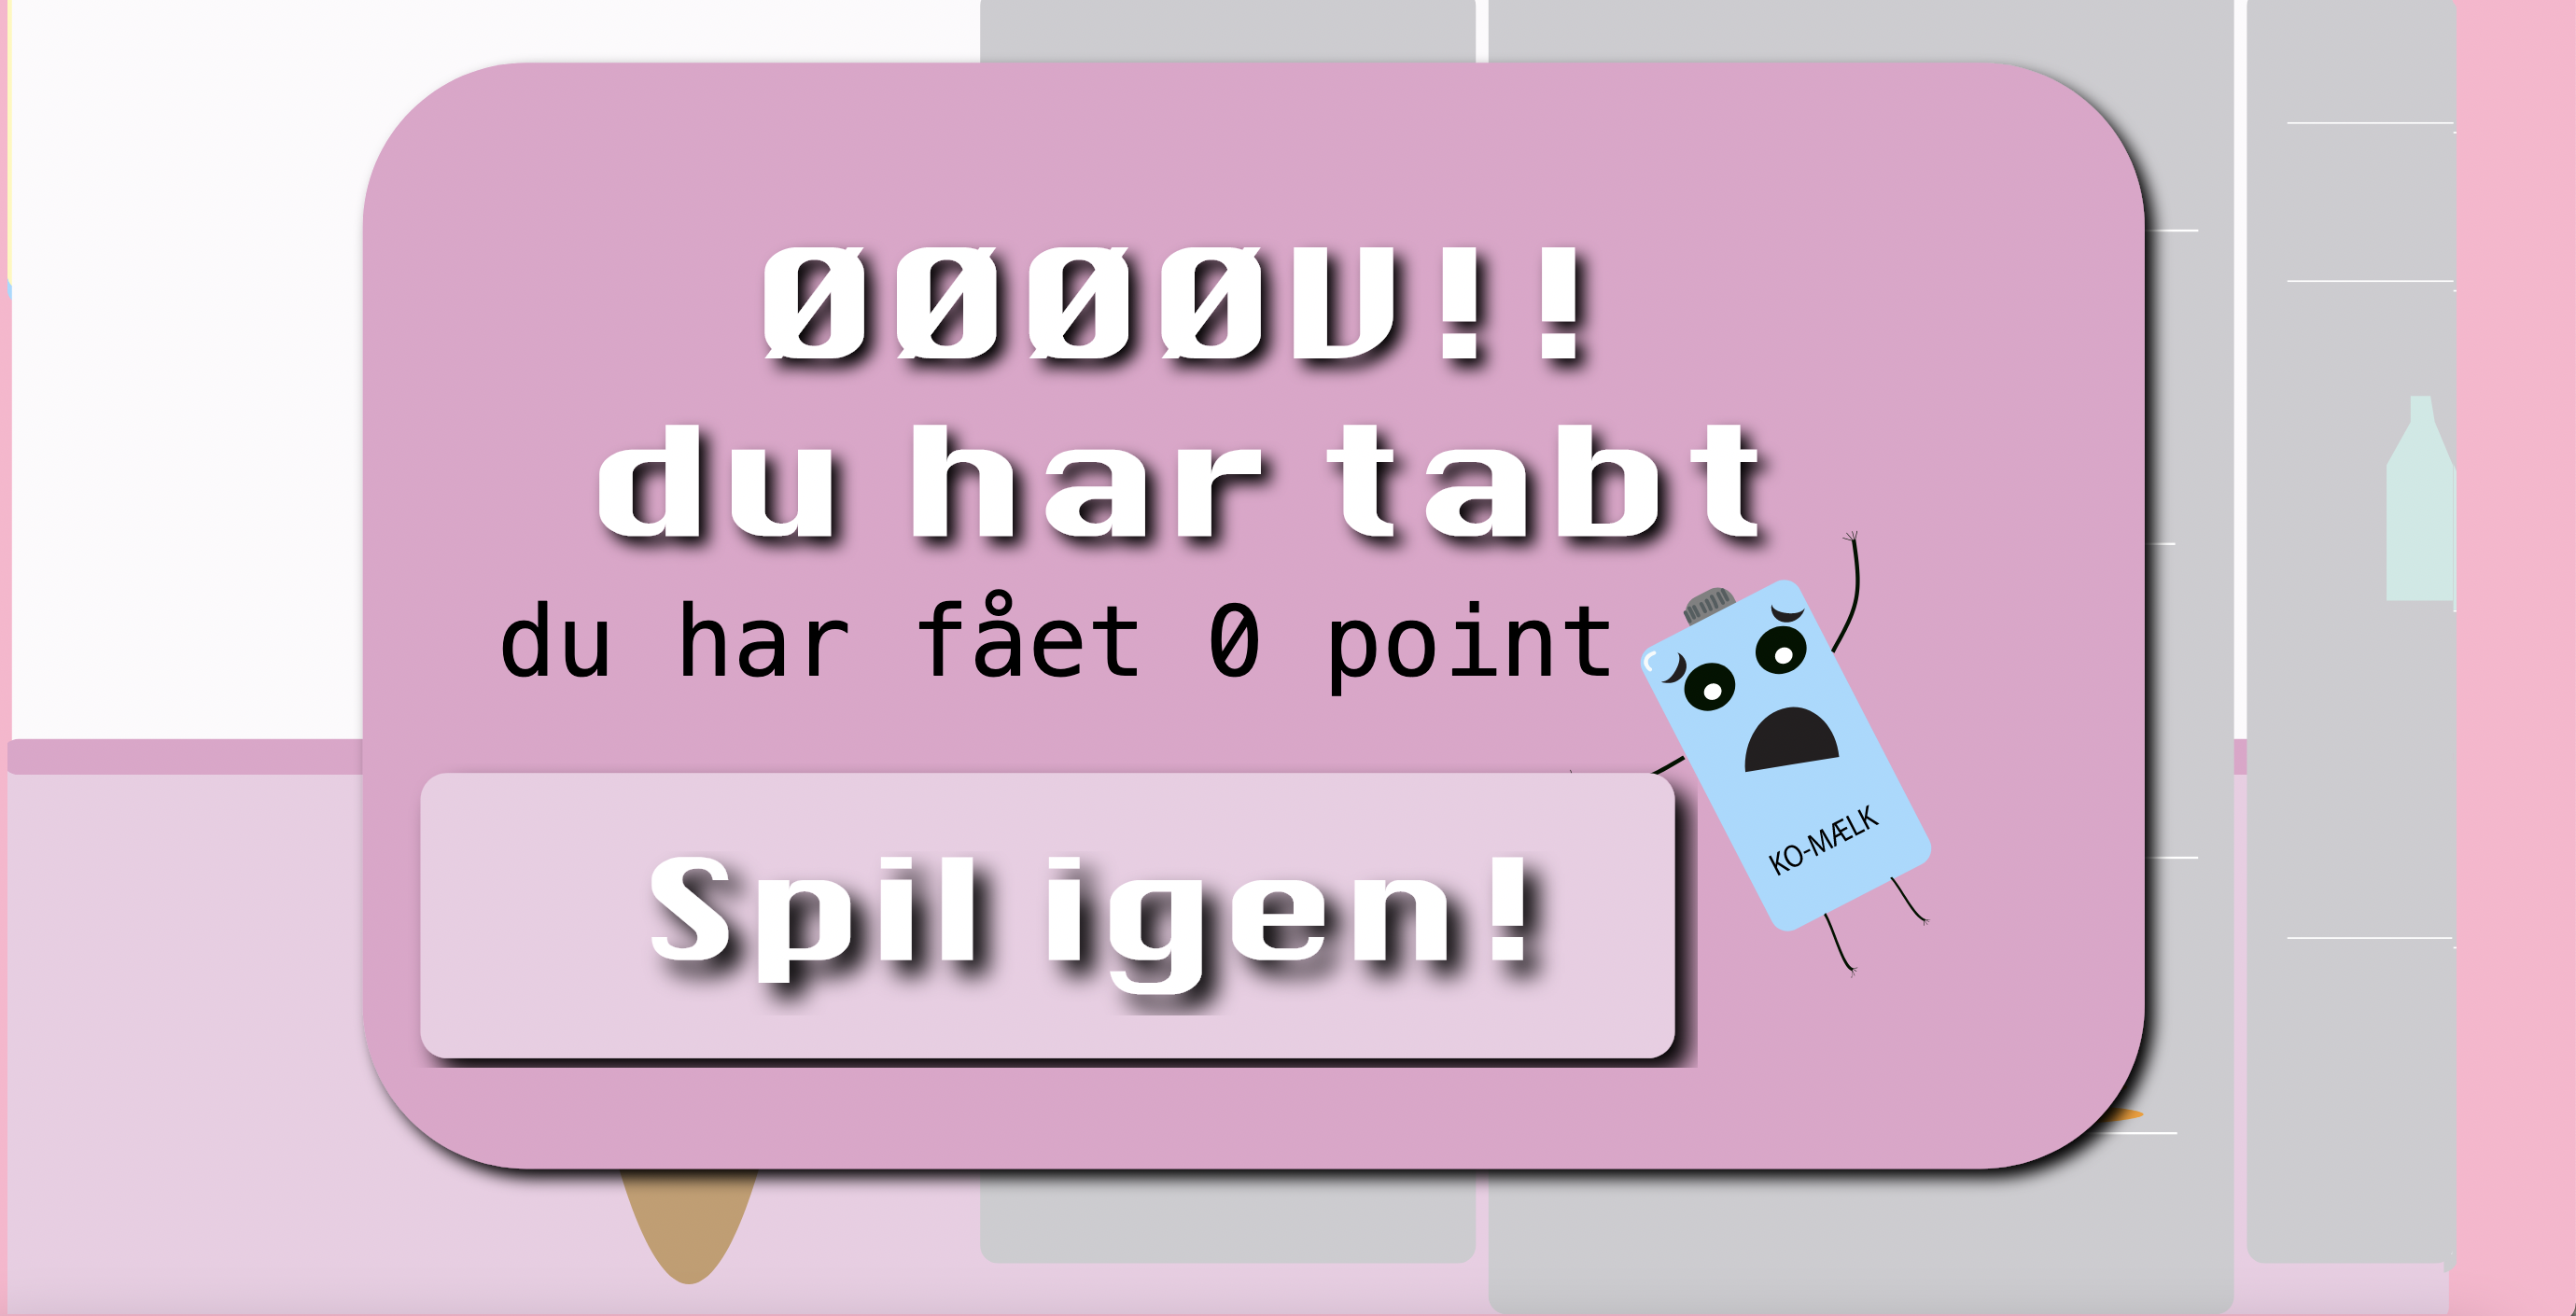 ØØØØV!!
du har tabt
du har fået 0 point
KO-MÆLK
Spil igen!